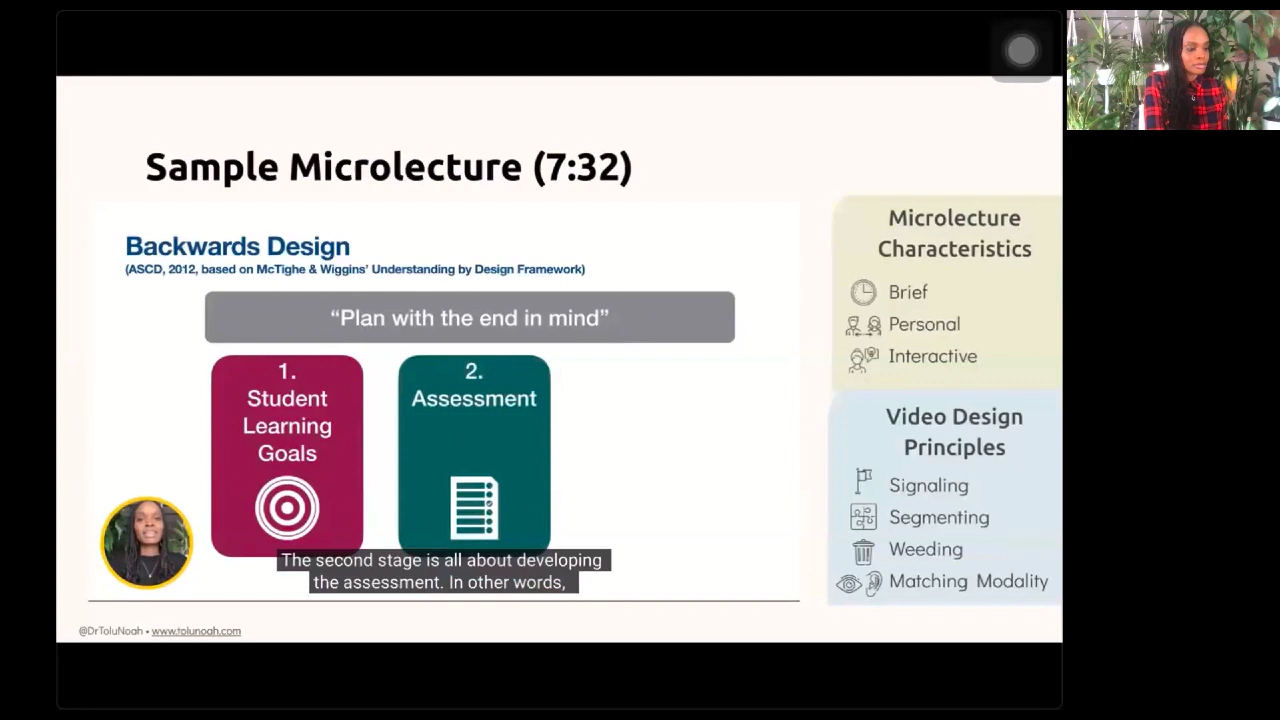 Sample Microlecture (7:32)
Backwards Design
(ASCD, 2012, based on McTighe & Wiggins' Understanding by Design Framework)
“Plan with the end in mind”
1.
Student
Learning
Goals
2.
Assessment
The second stage is all about developing
the assessment. In other words,
@DrToluNoah • www.tolunoah.com
Microlecture
Characteristics
Brief
Personal
Interactive
Video Design
Principles
Signaling
Segmenting
Weeding
Matching Modality